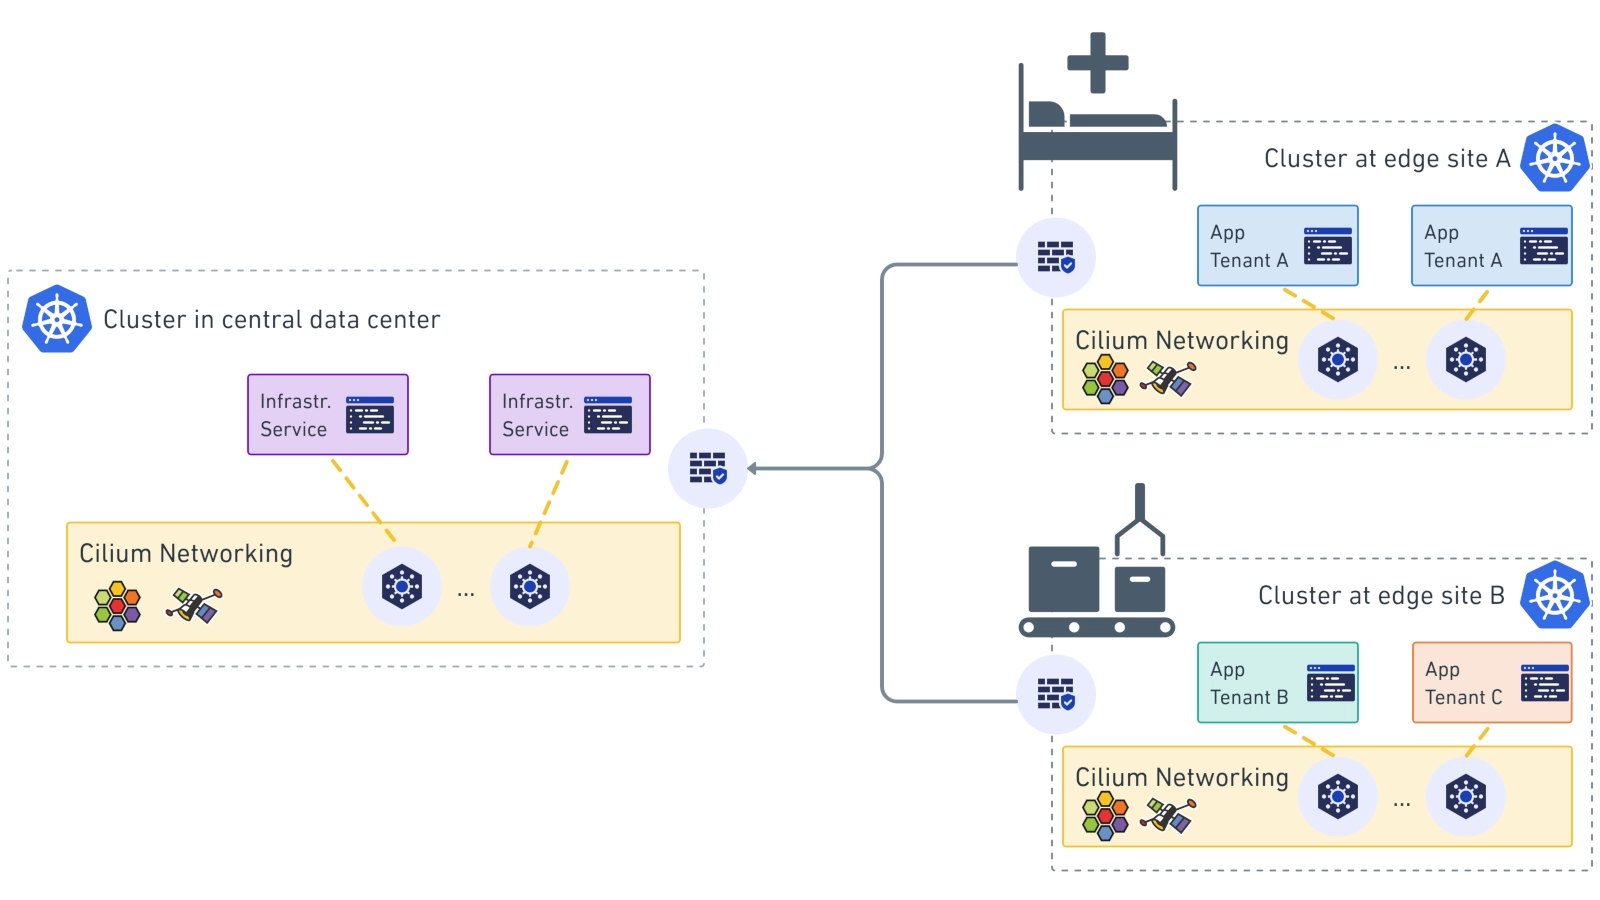 Cluster at edge site A
App
Tenant A
App
Tenant A
Cilium Networking
...
Cluster in central data center
Infrastr.
Service
Infrastr.
Service
Cilium Networking
...
Cluster at edge site B
App
Tenant B
App
Tenant C
Cilium Networking
...